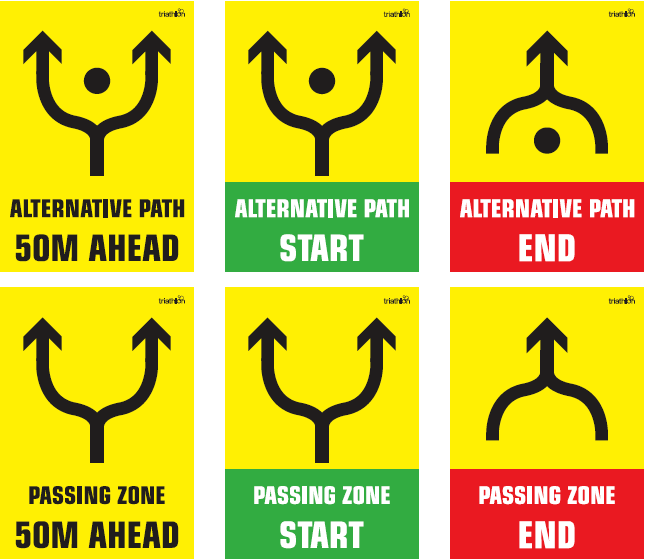 triathlon
triathlon
triathlon
ALTERNATIVE PATH
50M AHEAD
ALTERNATIVE PATH
START
ALTERNATIVE PATH
END
triathlon
triathlon
triathlon
PASSING ZONE
50M AHEAD
PASSING ZONE
START
PASSING ZONE
END